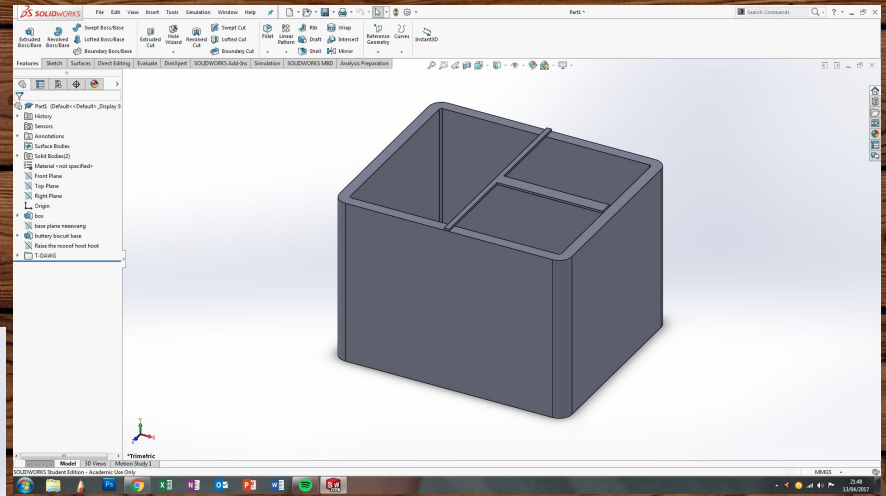 SOLIDWORKS File Edit View Insert Tools Simulation Window Help Part1 * Search Commands
Extruded Boss/Base
Revolved Boss/Base
Swept Boss/Base
Lofted Boss/Base
Boundary Boss/Base
Extruded Cut
Hole Wizard
Revolved Cut
Swept Cut
Lofted Cut
Boundary Cut
Fillet
Linear Pattern
Rib
Draft
Shell
Wrap
Intersect
Mirror
Reference Geometry
Curves
Instant3D
Features Sketch Surfaces Direct Editing Evaluate DimXpert SOLIDWORKS Add-Ins Simulation SOLIDWORKS MBD Analysis Preparation
Part1 (Default<<Default>_Display S
History
Sensors
Annotations
Surface Bodies
Solid Bodies(2)
Material <not specified>
Front Plane
Top Plane
Right Plane
Origin
box
base plane neeewang
buttery biscuit base
Raise the roooof hoot hoot
T-DAWG
*Trimetric
Model 3D Views Motion Study 1
SOLIDWORKS Student Edition - Academic Use Only MMGS
21:48
13/04/2017